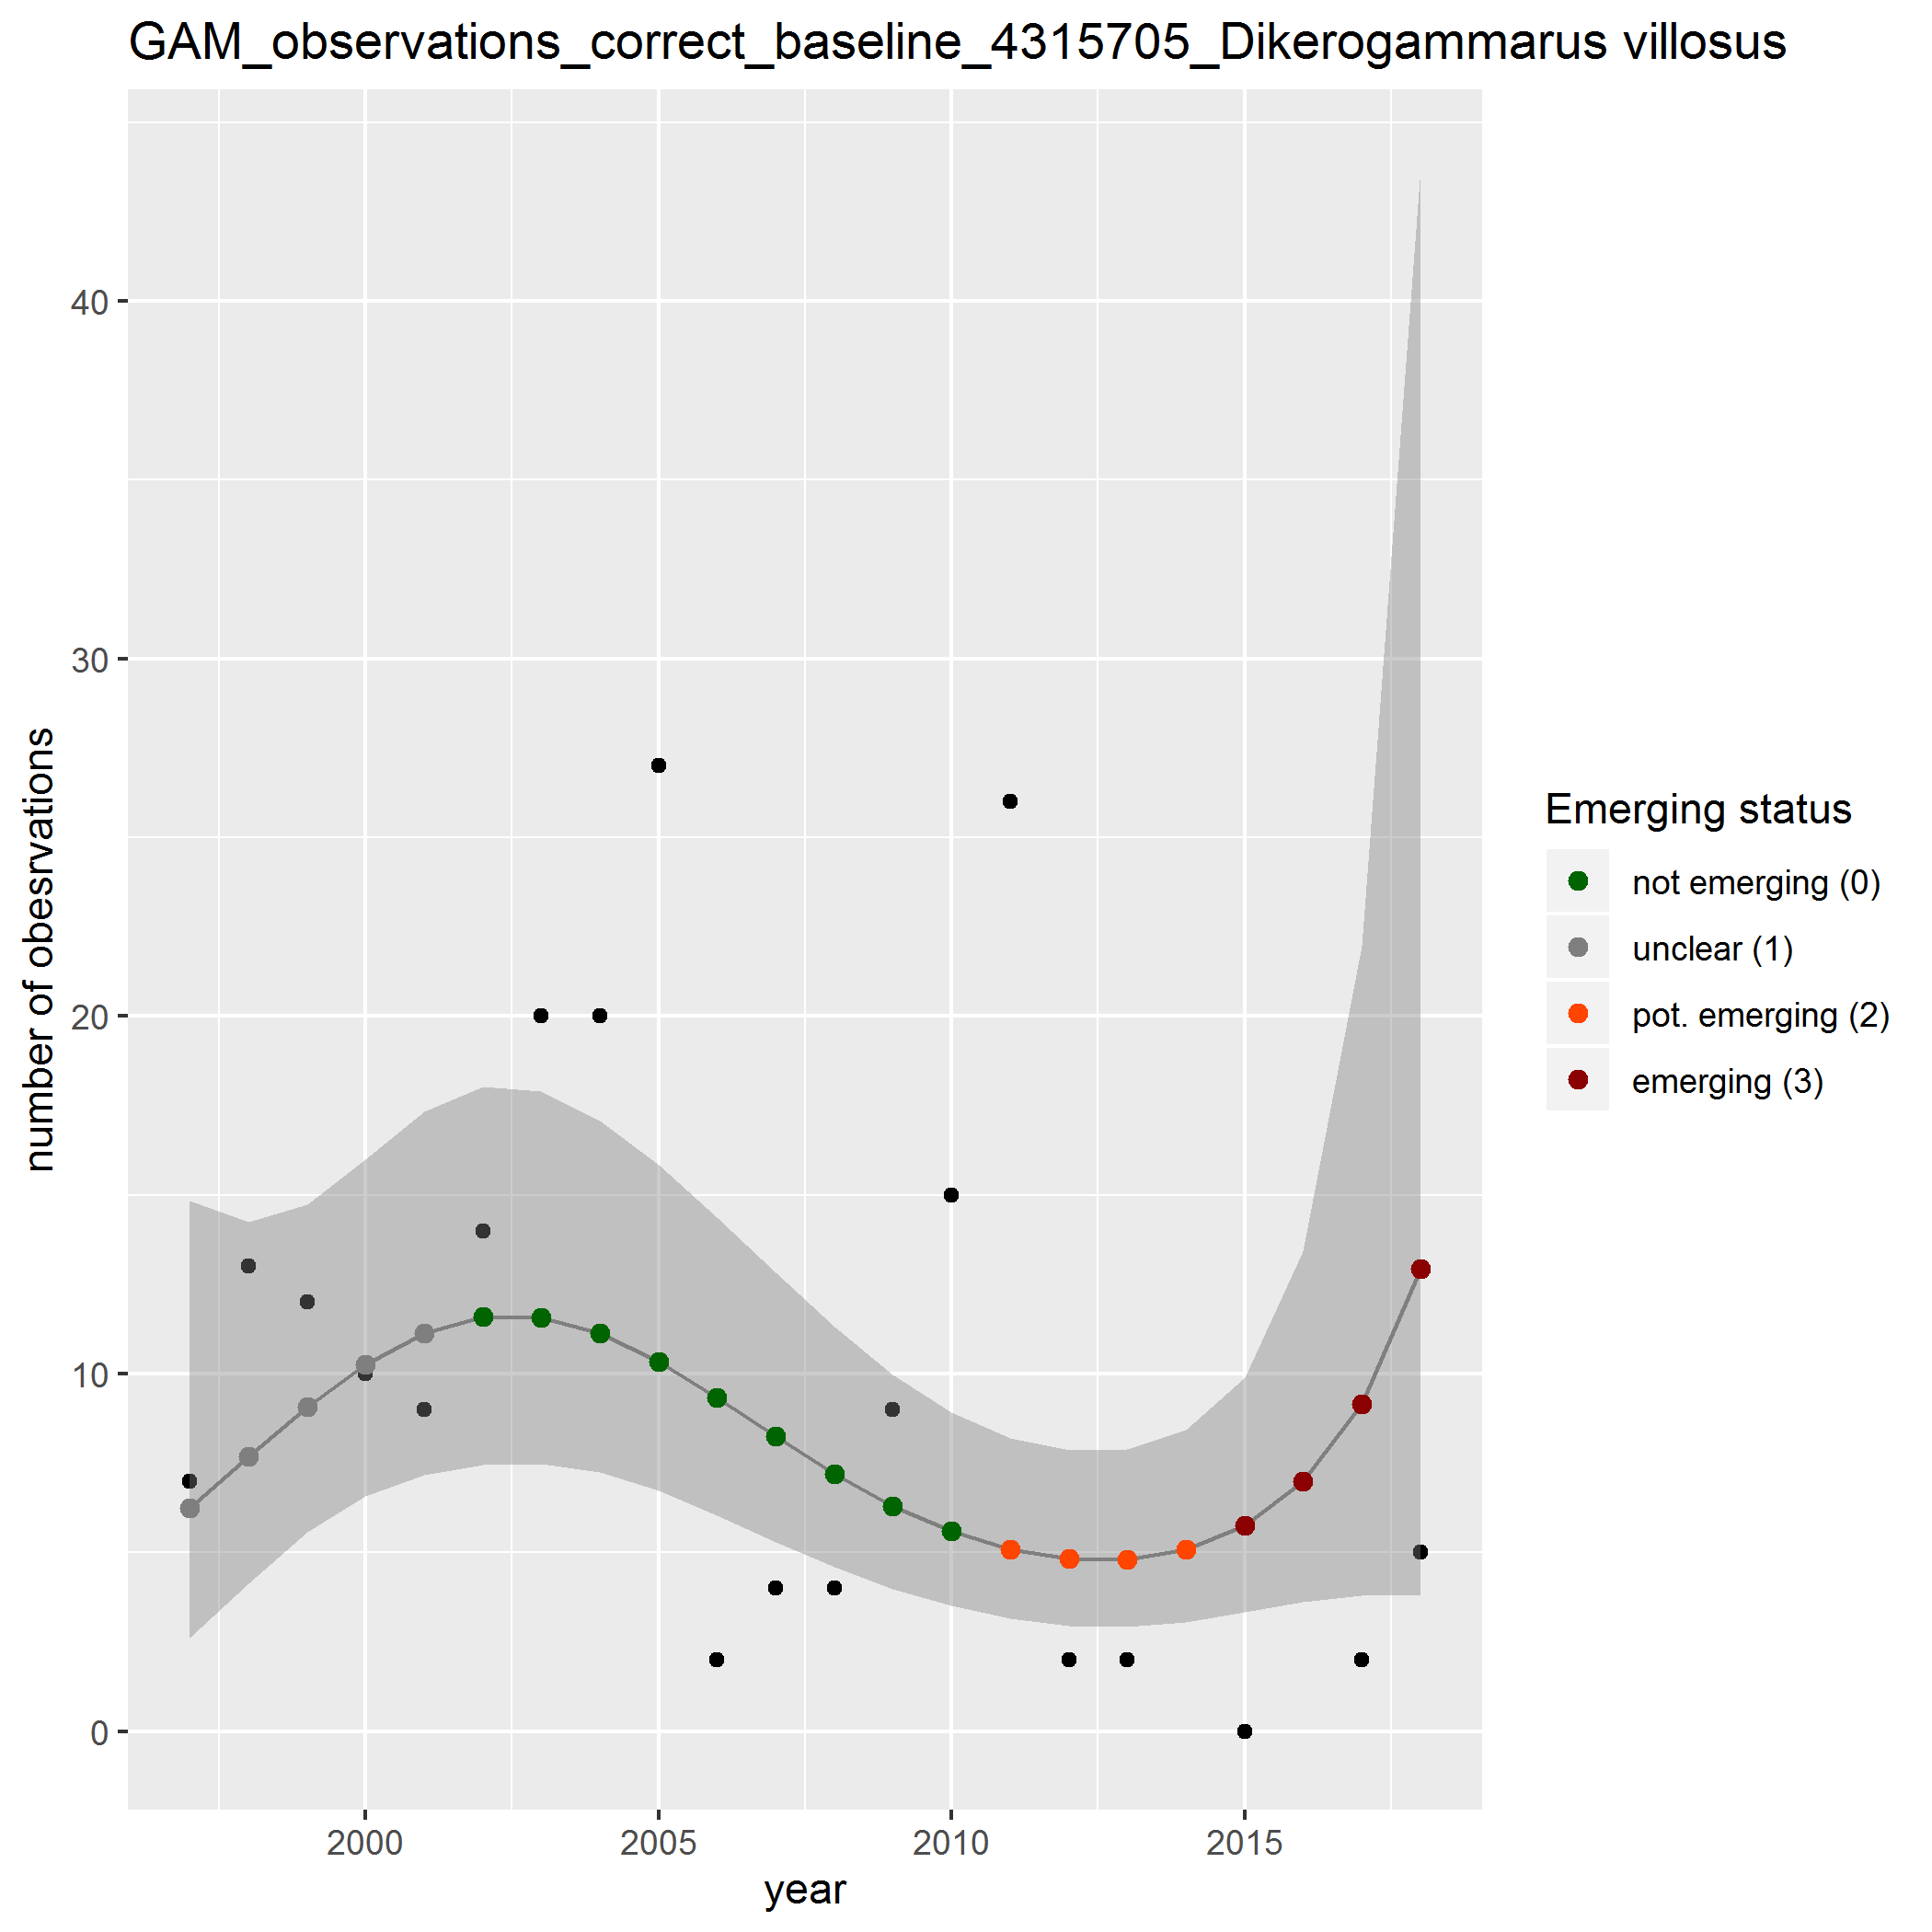 GAM_observations_correct_baseline_4315705_Dikerogammarus villosus
number of obesrvations
40
30
20
10
0
2000 2005 2010 2015
year
Emerging status
not emerging (0)
unclear (1)
pot. emerging (2)
emerging (3)